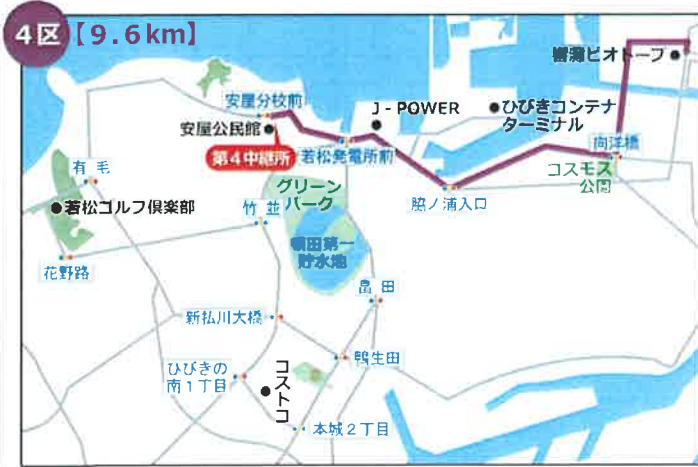 4区【9.6km】
響灘ビオトープ
安屋分校前
J-POWER
ひびきコンテナ
ターミナル
安屋公民館
第4中継所
若松発電所前
向洋橋
コスモス
公園
有毛
グリーン
パーク
若松ゴルフ倶楽部
竹並
脇ノ浦入口
頓田第一
貯水池
花野路
畠田
新払川大橋
鴨生田
ひびきの
南1丁目
コストコ
本城2丁目